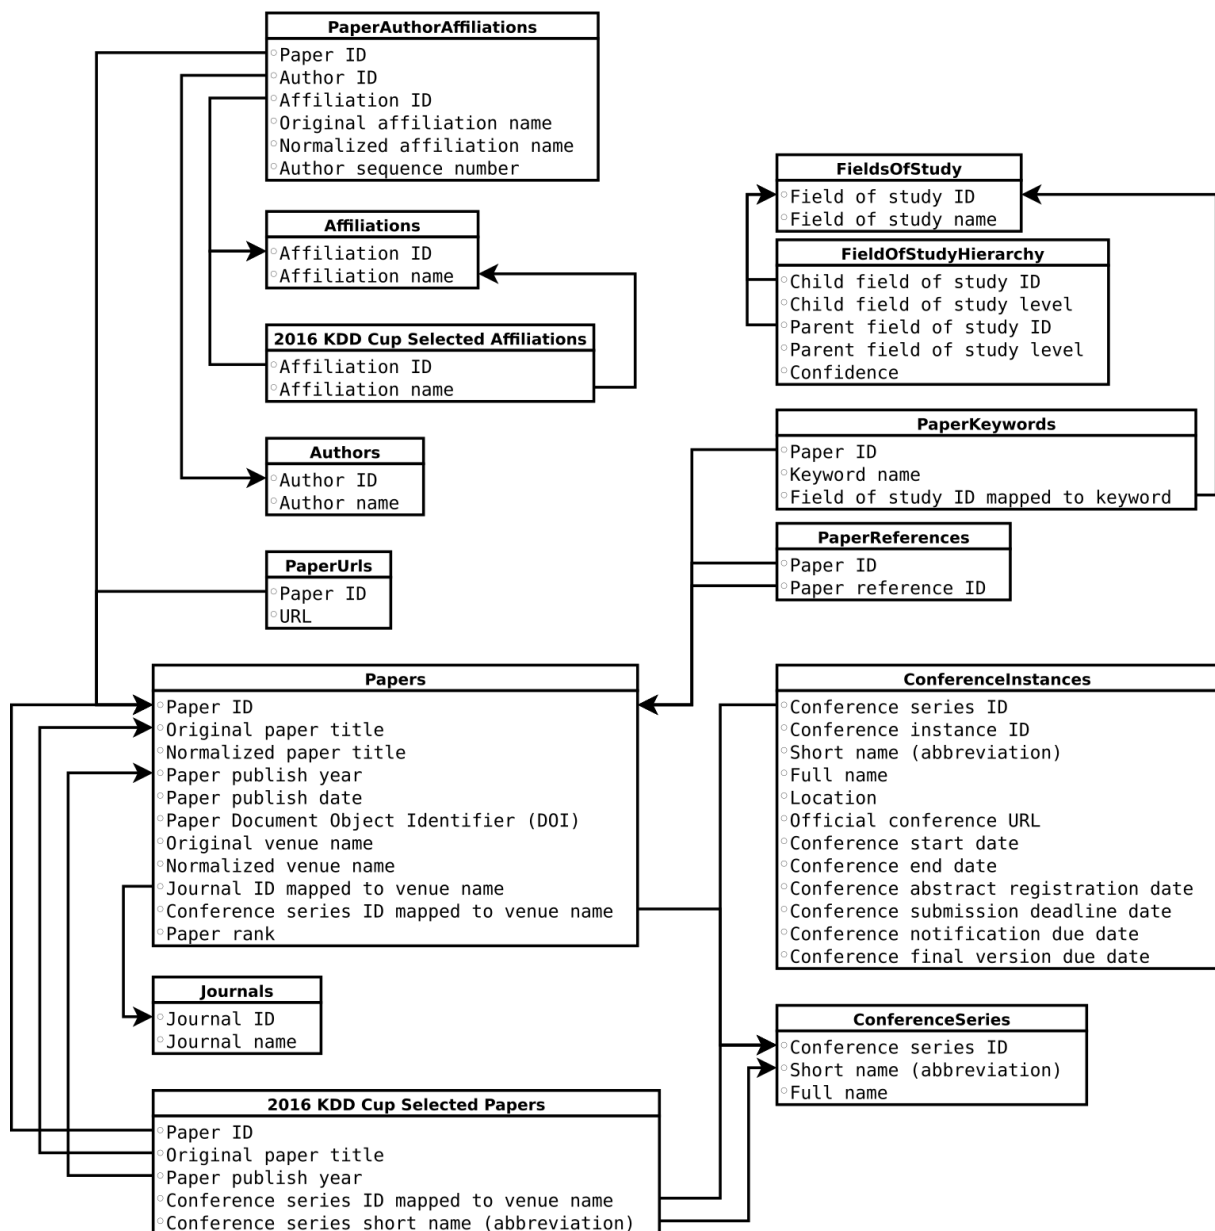 PaperAuthorAffiliations
Paper ID
Author ID
Affiliation ID
Original affiliation name
Normalized affiliation name
Author sequence number
Affiliations
Affiliation ID
Affiliation name
2016 KDD Cup Selected Affiliations
Affiliation ID
Affiliation name
Authors
Author ID
Author name
PaperUrls
Paper ID
URL
FieldsOfStudy
Field of study ID
Field of study name
FieldOfStudyHierarchy
Child field of study ID
Child field of study level
Parent field of study ID
Parent field of study level
Confidence
PaperKeywords
Paper ID
Keyword name
Field of study ID mapped to keyword
PaperReferences
Paper ID
Paper reference ID
Papers
Paper ID
Original paper title
Normalized paper title
Paper publish year
Paper publish date
Paper Document Object Identifier (DOI)
Original venue name
Normalized venue name
Journal ID mapped to venue name
Conference series ID mapped to venue name
Paper rank
Journals
Journal ID
Journal name
2016 KDD Cup Selected Papers
Paper ID
Original paper title
Paper publish year
Conference series ID mapped to venue name
Conference series short name (abbreviation)
ConferenceInstances
Conference series ID
Conference instance ID
Short name (abbreviation)
Full name
Location
Official conference URL
Conference start date
Conference end date
Conference abstract registration date
Conference submission deadline date
Conference notification due date
Conference final version due date
ConferenceSeries
Conference series ID
Short name (abbreviation)
Full name